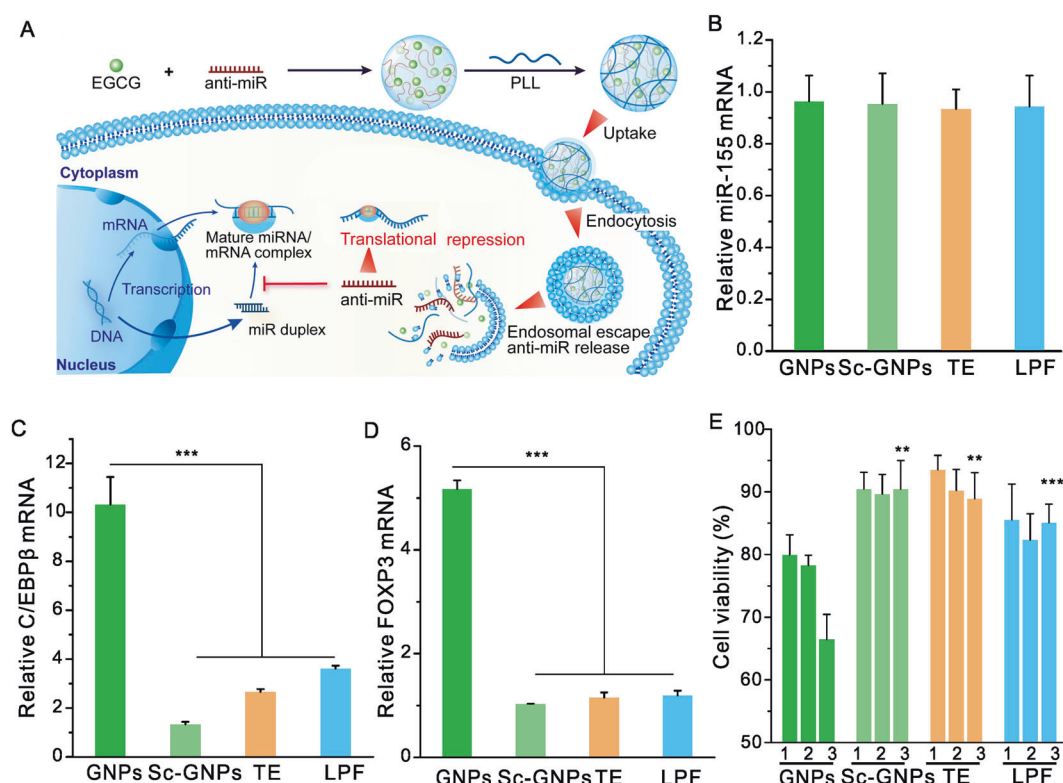 A
EGCG
+
anti-miR
PLL
Uptake
Cytoplasm
mRNA
Mature miRNA/
mRNA complex
Translational repression
Endocytosis
Transcription
anti-miR
DNA
miR duplex
Endosomal escape
anti-miR release
Nucleus
B
Relative miR-155 mRNA
1.2
1.0
0.8
0.6
0.4
0.2
0.0
GNPs Sc-GNPs TE LPF
C
Relative C/EBPβ mRNA
12
10
8
6
4
2
0
***
GNPs Sc-GNPs TE LPF
D
Relative FOXP3 mRNA
6
4
2
0
***
GNPs Sc-GNPs TE LPF
E
Cell viability (%)
100
90
80
70
60
50
** ** ***
1 2 3 1 2 3 1 2 3 1 2 3
GNPs Sc-GNPs TE LPF